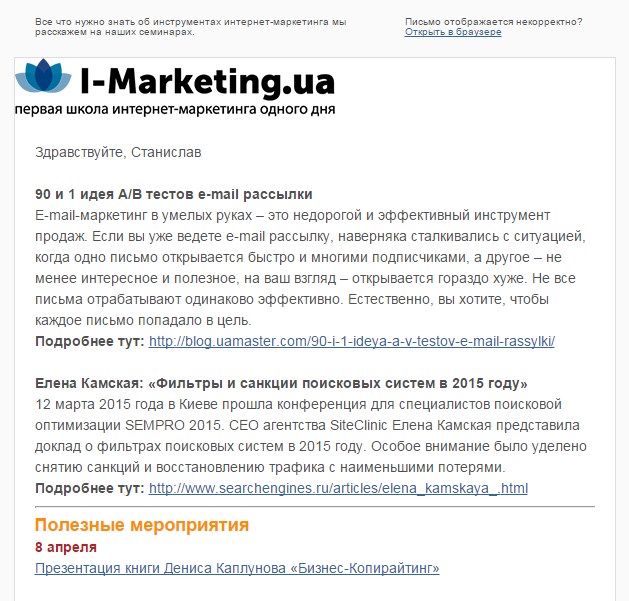 Все что нужно знать об инструментах интернет-маркетинга мы
расскажем на наших семинарах.
Письмо отображается некорректно?
Открыть в браузере
I-Marketing.ua
первая школа интернет-маркетинга одного дня
Здравствуйте, Станислав
90 и 1 идея А/В тестов e-mail рассылки
E-mail-маркетинг в умелых руках – это недорогой и эффективный инструмент
продаж. Если вы уже ведете e-mail рассылку, наверняка сталкивались с ситуацией,
когда одно письмо открывается быстро и многими подписчиками, а другое – не
менее интересное и полезное, на ваш взгляд – открывается гораздо хуже. Не все
письма отрабатывают одинаково эффективно. Естественно, вы хотите, чтобы
каждое письмо попадало в цель.
Подробнее тут: http://blog.uamaster.com/90-i-1-ideya-a-v-testov-e-mail-rassylki/
Елена Камская: «Фильтры и санкции поисковых систем в 2015 году»
12 марта 2015 года в Киеве прошла конференция для специалистов поисковой
оптимизации SEMPRO 2015. CEO агентства SiteClinic Елена Камская представила
доклад о фильтрах поисковых систем в 2015 году. Особое внимание было уделено
снятию санкций и восстановлению трафика с наименьшими потерями.
Подробнее тут: http://www.searchengines.ru/articles/elena_kamskaya_.html
Полезные мероприятия
8 апреля
Презентация книги Дениса Каплунова «Бизнес-Копирайтинг»